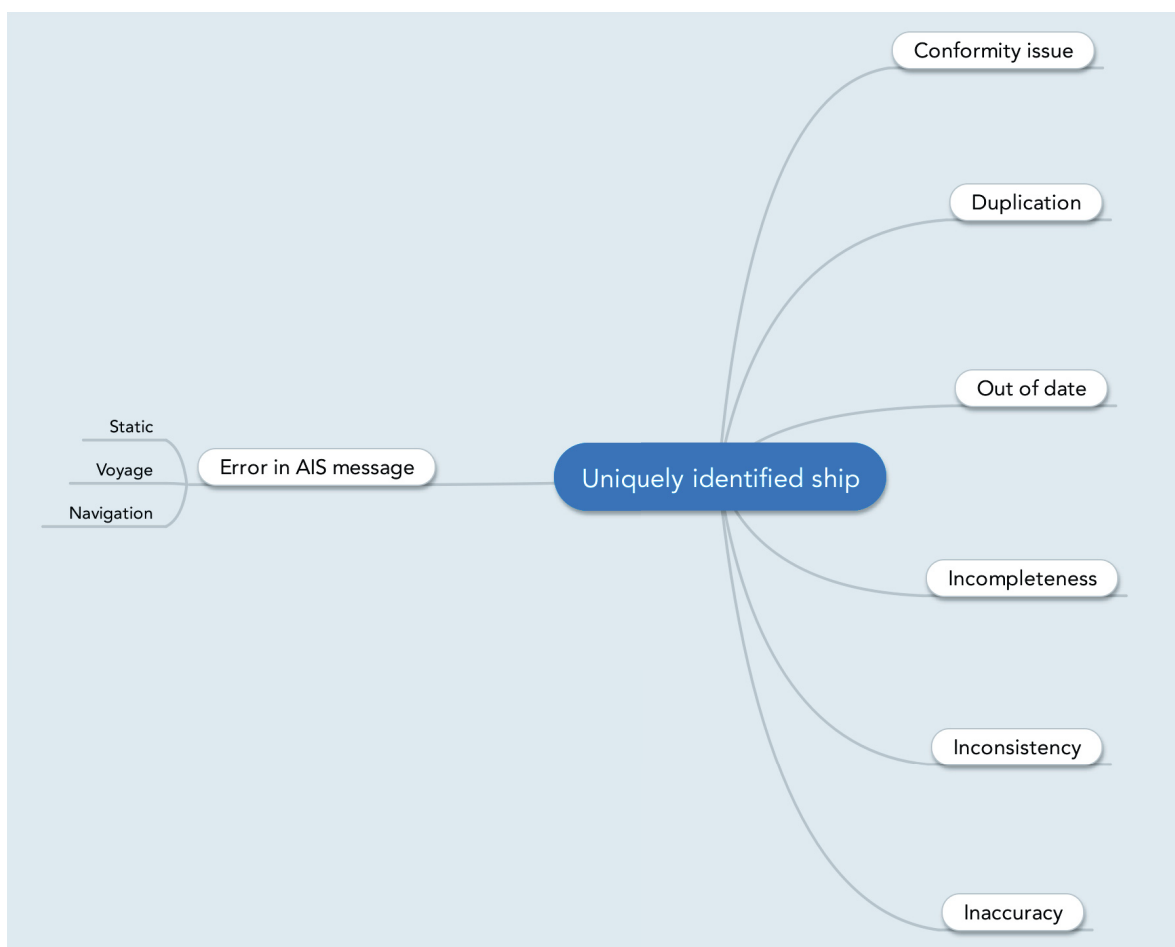 Conformity issue
Duplication
Out of date
Static
Voyage
Navigation
Error in AIS message
Uniquely identified ship
Incompleteness
Inconsistency
Inaccuracy